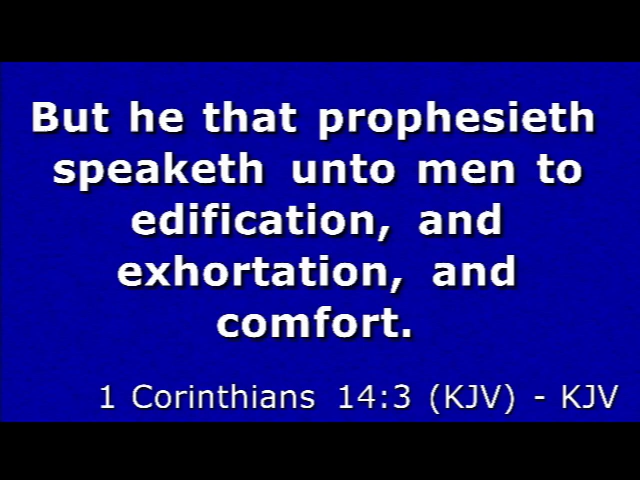 But he that prophesieth
speaketh unto men to
edification, and
exhortation, and
comfort.
1 Corinthians 14:3 (KJV) - KJV